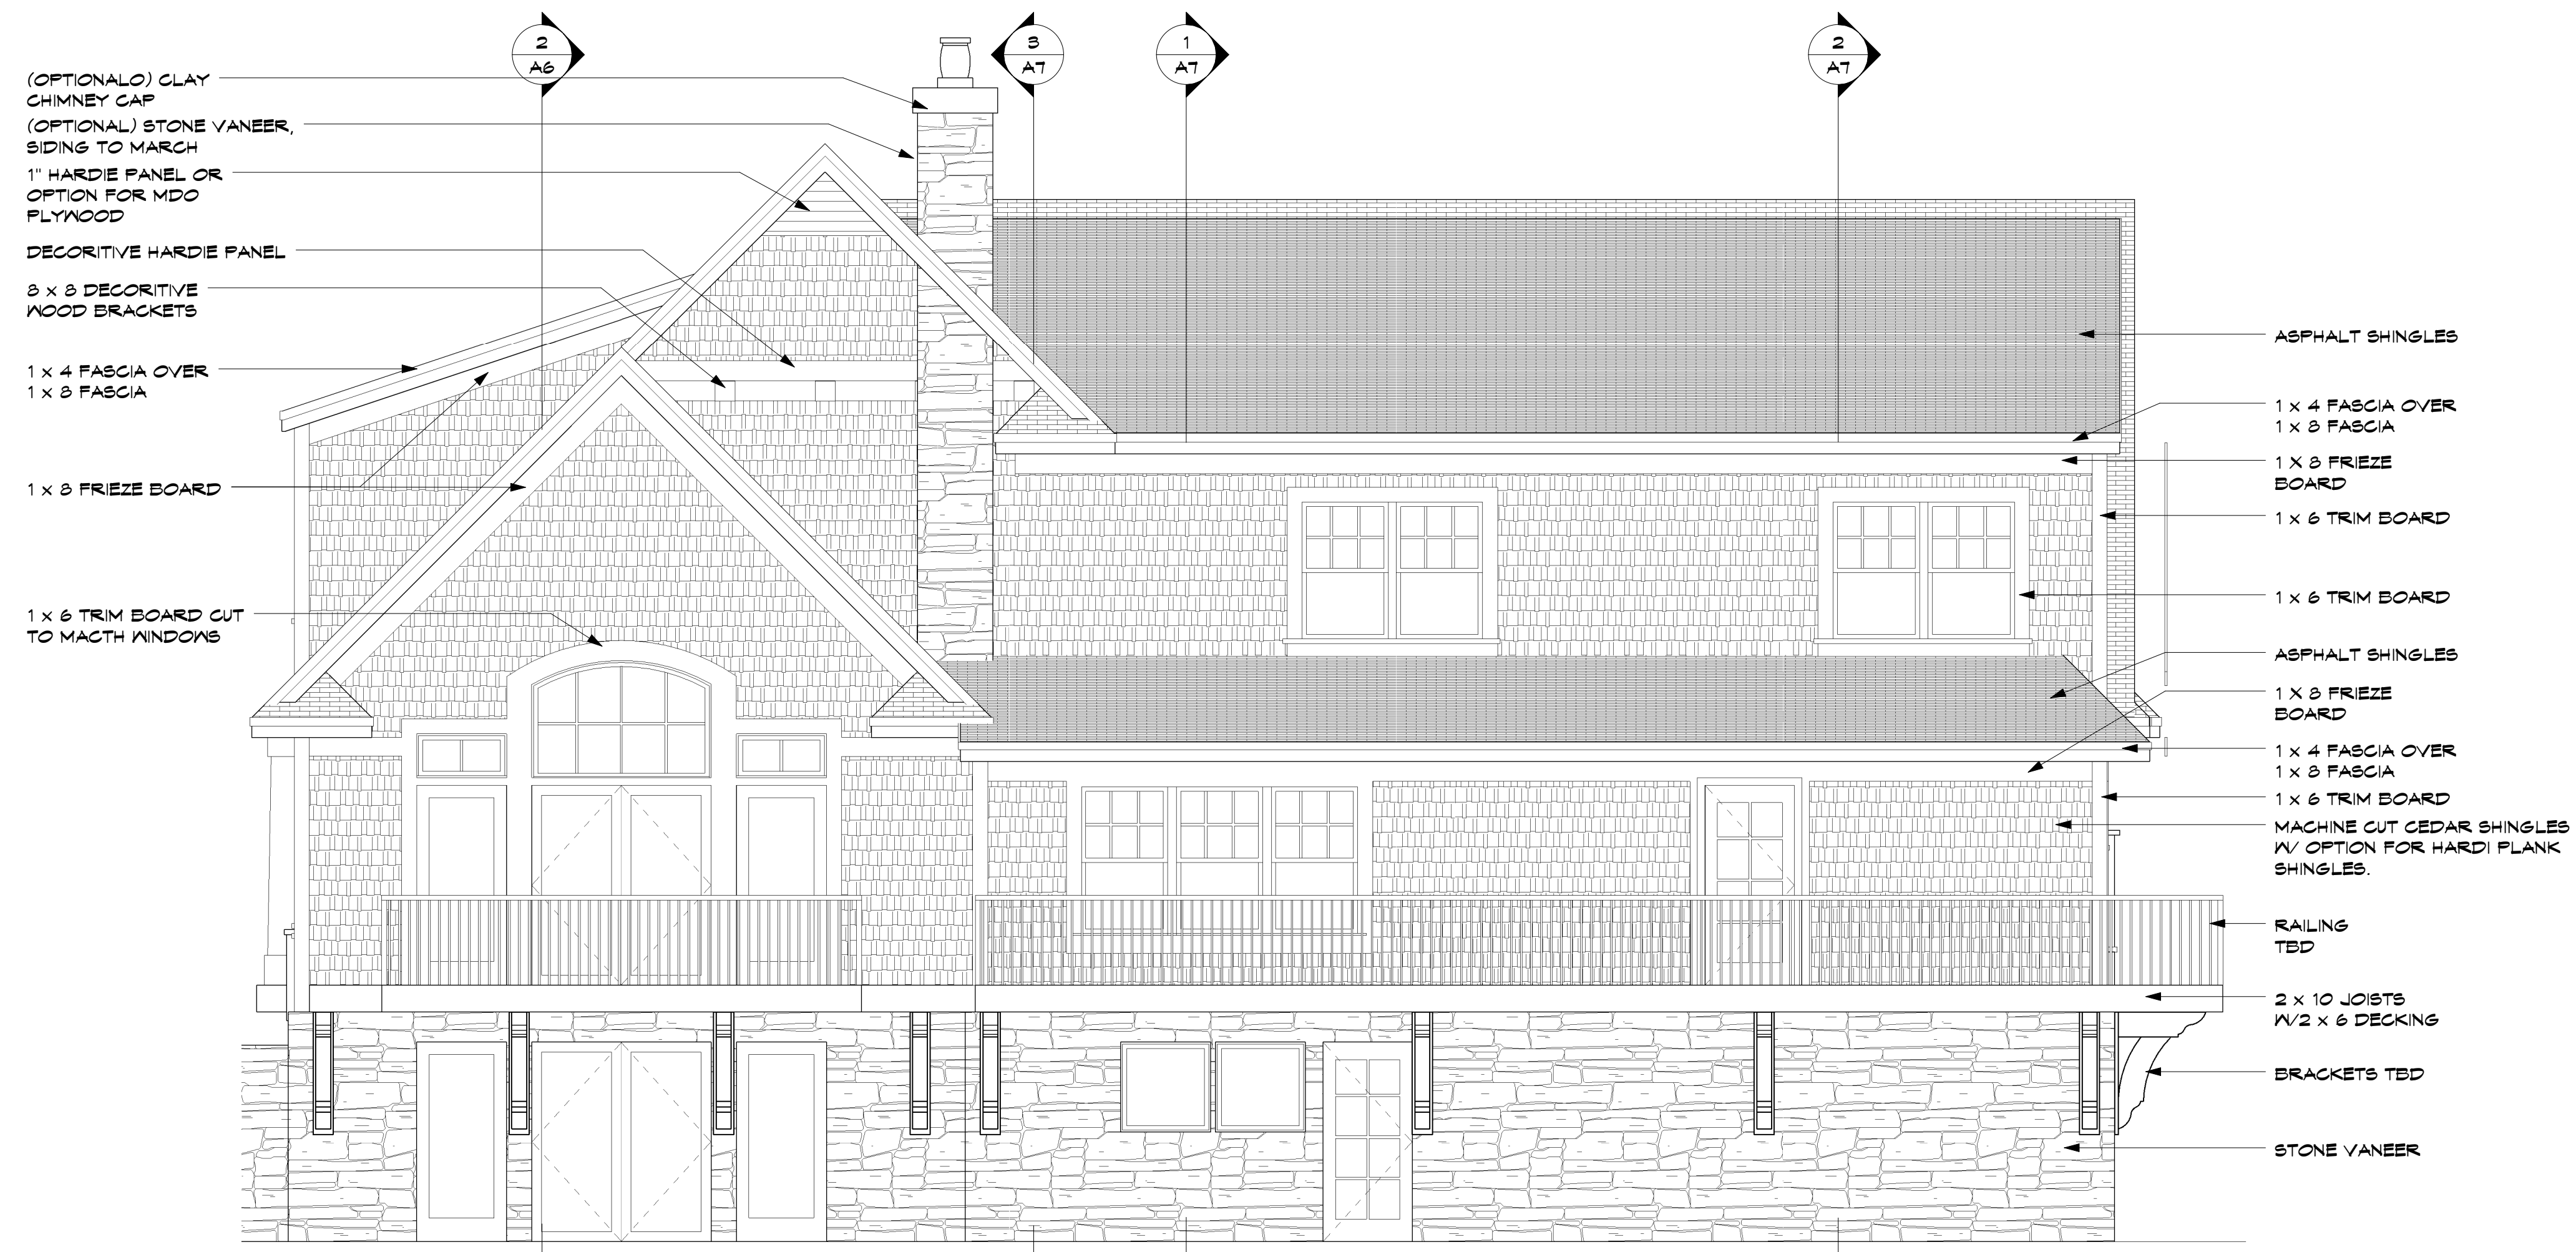 2
A6
3
A7
1
A7
2
A7
(OPTIONALO) CLAY
CHIMNEY CAP
(OPTIONAL) STONE VANEER,
SIDING TO MARCH
1" HARDIE PANEL OR
OPTION FOR MDO
PLYWOOD
DECORITIVE HARDIE PANEL
8 x 8 DECORITIVE
WOOD BRACKETS
1 x 4 FASCIA OVER
1 x 8 FASCIA
1 x 8 FRIEZE BOARD
1 x 6 TRIM BOARD CUT
TO MACTH WINDOWS
ASPHALT SHINGLES
1 x 4 FASCIA OVER
1 x 8 FASCIA
1 X 8 FRIEZE
BOARD
1 x 6 TRIM BOARD
1 x 6 TRIM BOARD
ASPHALT SHINGLES
1 X 8 FRIEZE
BOARD
1 x 4 FASCIA OVER
1 x 8 FASCIA
1 x 6 TRIM BOARD
MACHINE CUT CEDAR SHINGLES
W/ OPTION FOR HARDI PLANK
SHINGLES.
RAILING
TBD
2 x 10 JOISTS
W/2 x 6 DECKING
BRACKETS TBD
STONE VANEER